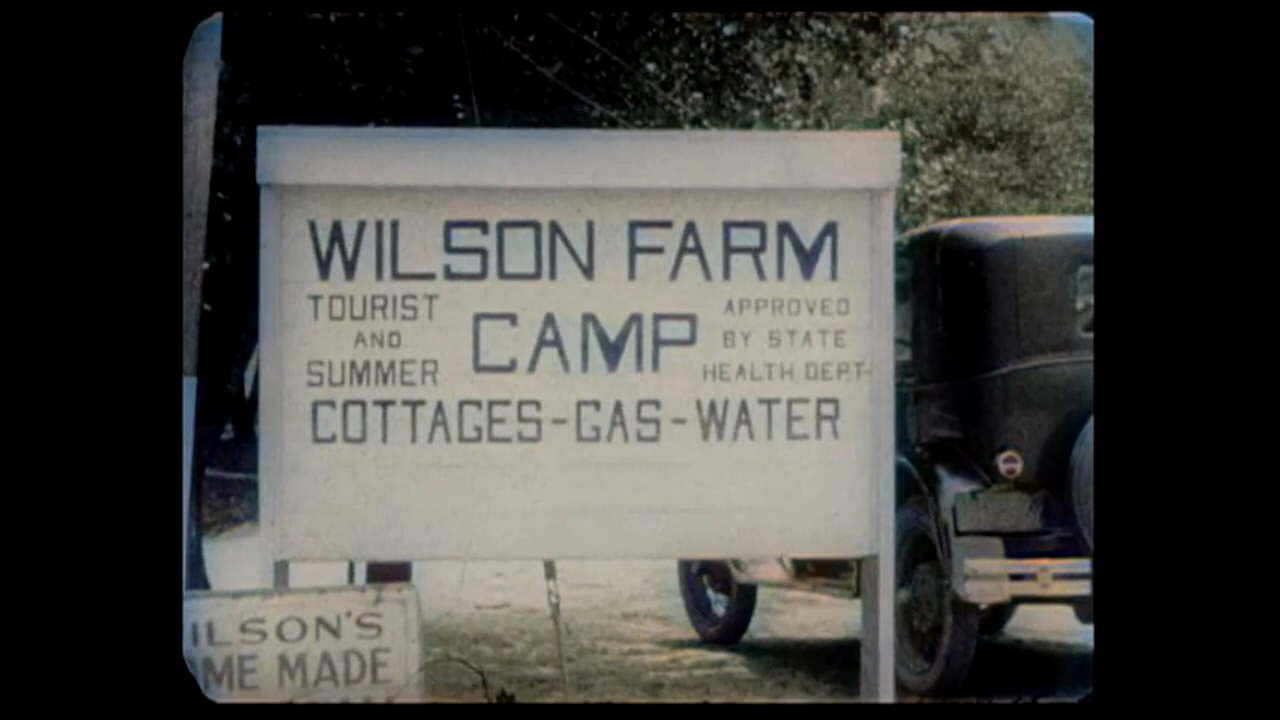 WILSON FARM
TOURIST AND SUMMER
CAMP
APPROVED BY STATE HEALTH DEPT.
COTTAGES-GAS-WATER
ILSON'S
ME MADE